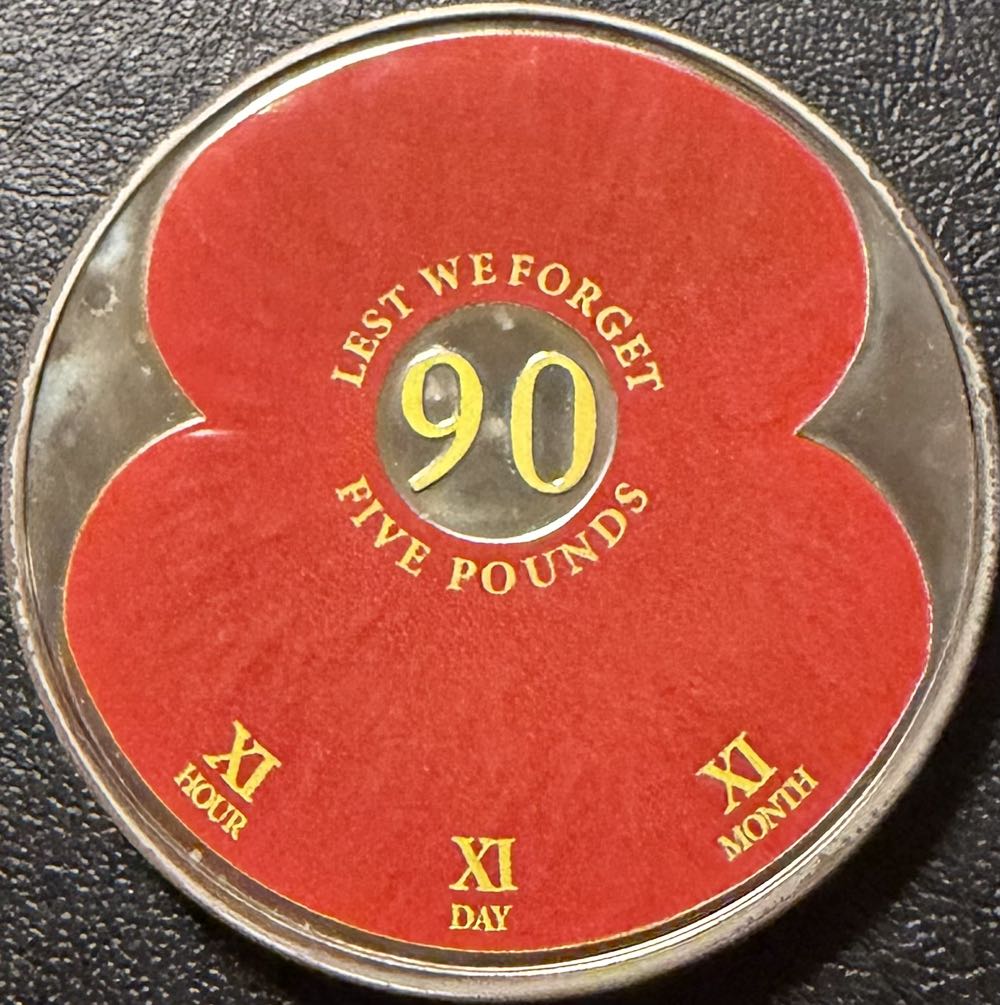 LEST WE FORGET
90
FIVE POUNDS
XI
HOUR
XI
DAY
XI
MONTH